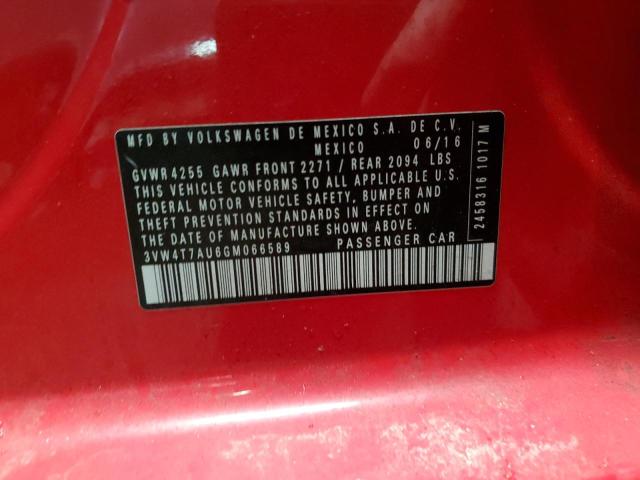 MFD BY VOLKSWAGEN DE MEXICO S.A. DE C.V.
MEXICO 06/16
GVWR 4255 GAWR FRONT 2271 / REAR 2094 LBS
THIS VEHICLE CONFORMS TO ALL APPLICABLE U.S.
FEDERAL MOTOR VEHICLE SAFETY, BUMPER AND
THEFT PREVENTION STANDARDS IN EFFECT ON
THE DATE OF MANUFACTURE SHOWN ABOVE.
3VW4T7AU6GM066589 PASSENGER CAR
2458316 1017 M